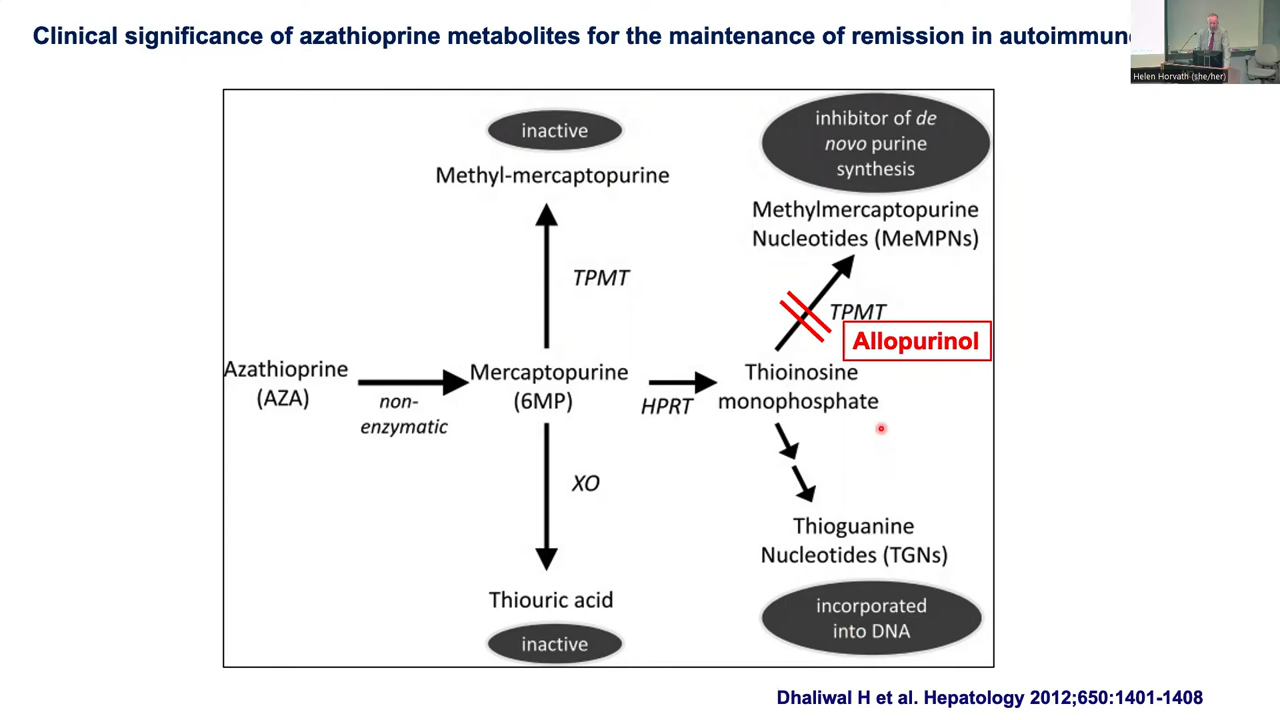 Clinical significance of azathioprine metabolites for the maintenance of remission in
Helen Horvath (she/her)
inactive
Methyl-mercaptopurine
inhibitor of de
novo purine
synthesis
Methylmercaptopurine
Nucleotides (MeMPNs)
TPMT
TPMT
Allopurinol
Azathioprine
(AZA)
non-
enzymatic
Mercaptopurine
(6MP)
HPRT
Thioinosine
monophosphate
XO
Thioguanine
Nucleotides (TGNs)
Thiouric acid
inactive
incorporated
into DNA
Dhaliwal H et al. Hepatology 2012;650:1401-1408